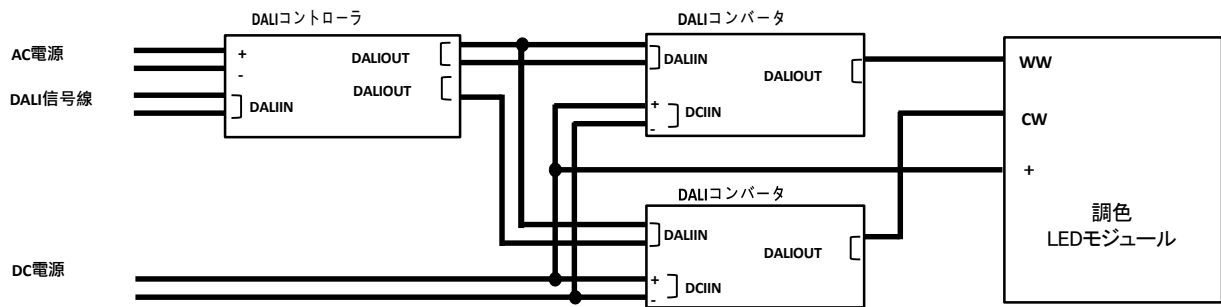 DALIコントローラ
DALIコンバータ
AC電源
+
-
DALIOUT
DALIIN
DALIOUT
WW
DALI信号線
DALIIN
DALIOUT
+
-
DCIIN
CW
+
DALIコンバータ
調色
LEDモジュール
DALIIN
DALIOUT
DC電源
+
-
DCIIN